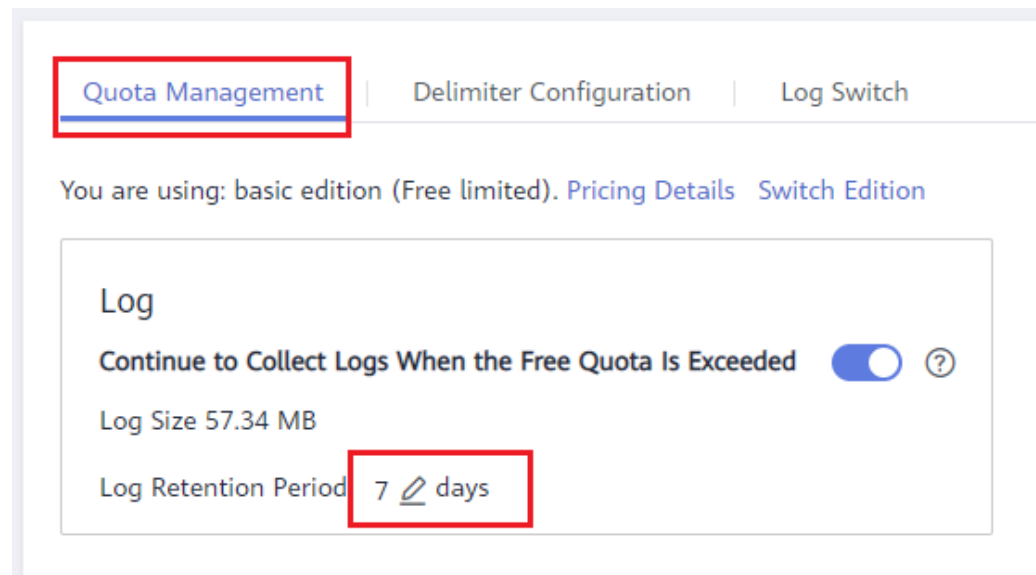 Quota Management Delimiter Configuration Log Switch
You are using: basic edition (Free limited). Pricing Details Switch Edition
Log
Continue to Collect Logs When the Free Quota Is Exceeded ?
Log Size 57.34 MB
Log Retention Period 7 days